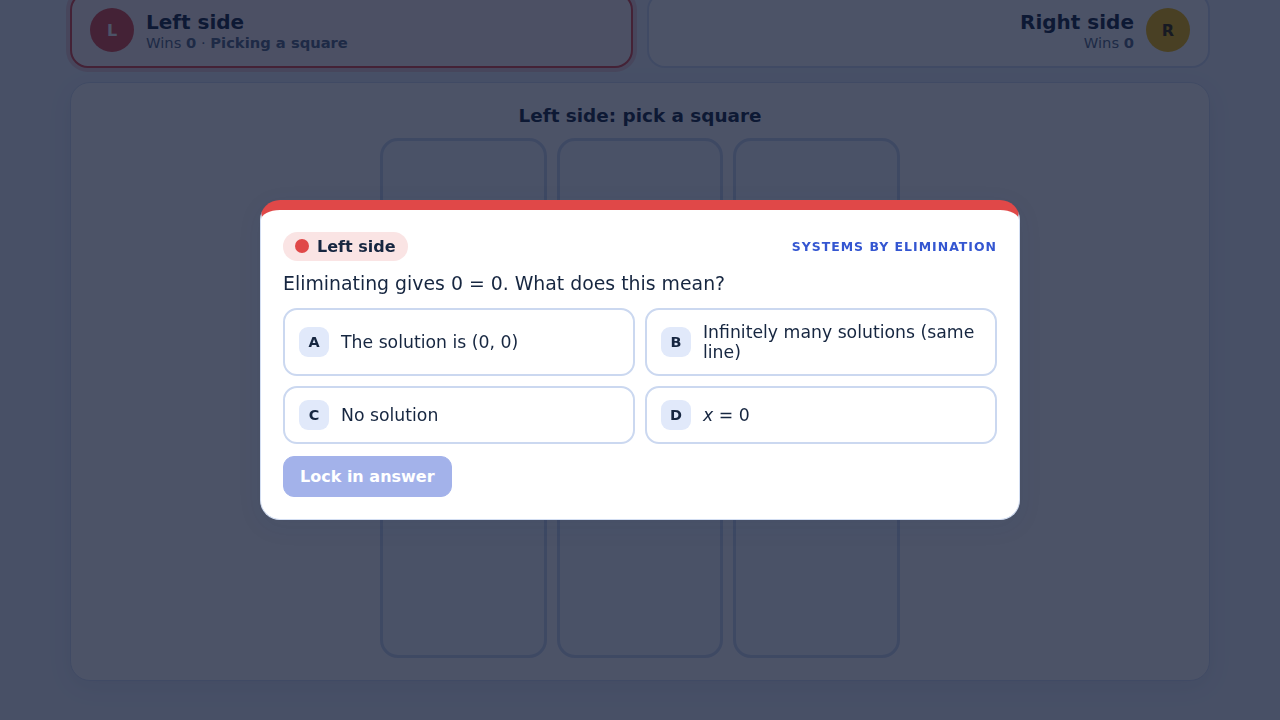 L
Left side
Wins 0 · Picking a square
Right side
Wins 0
R
Left side: pick a square
Left side
SYSTEMS BY ELIMINATION
Eliminating gives 0 = 0. What does this mean?
A
The solution is (0, 0)
B
Infinitely many solutions (same
line)
C
No solution
D
x = 0
Lock in answer